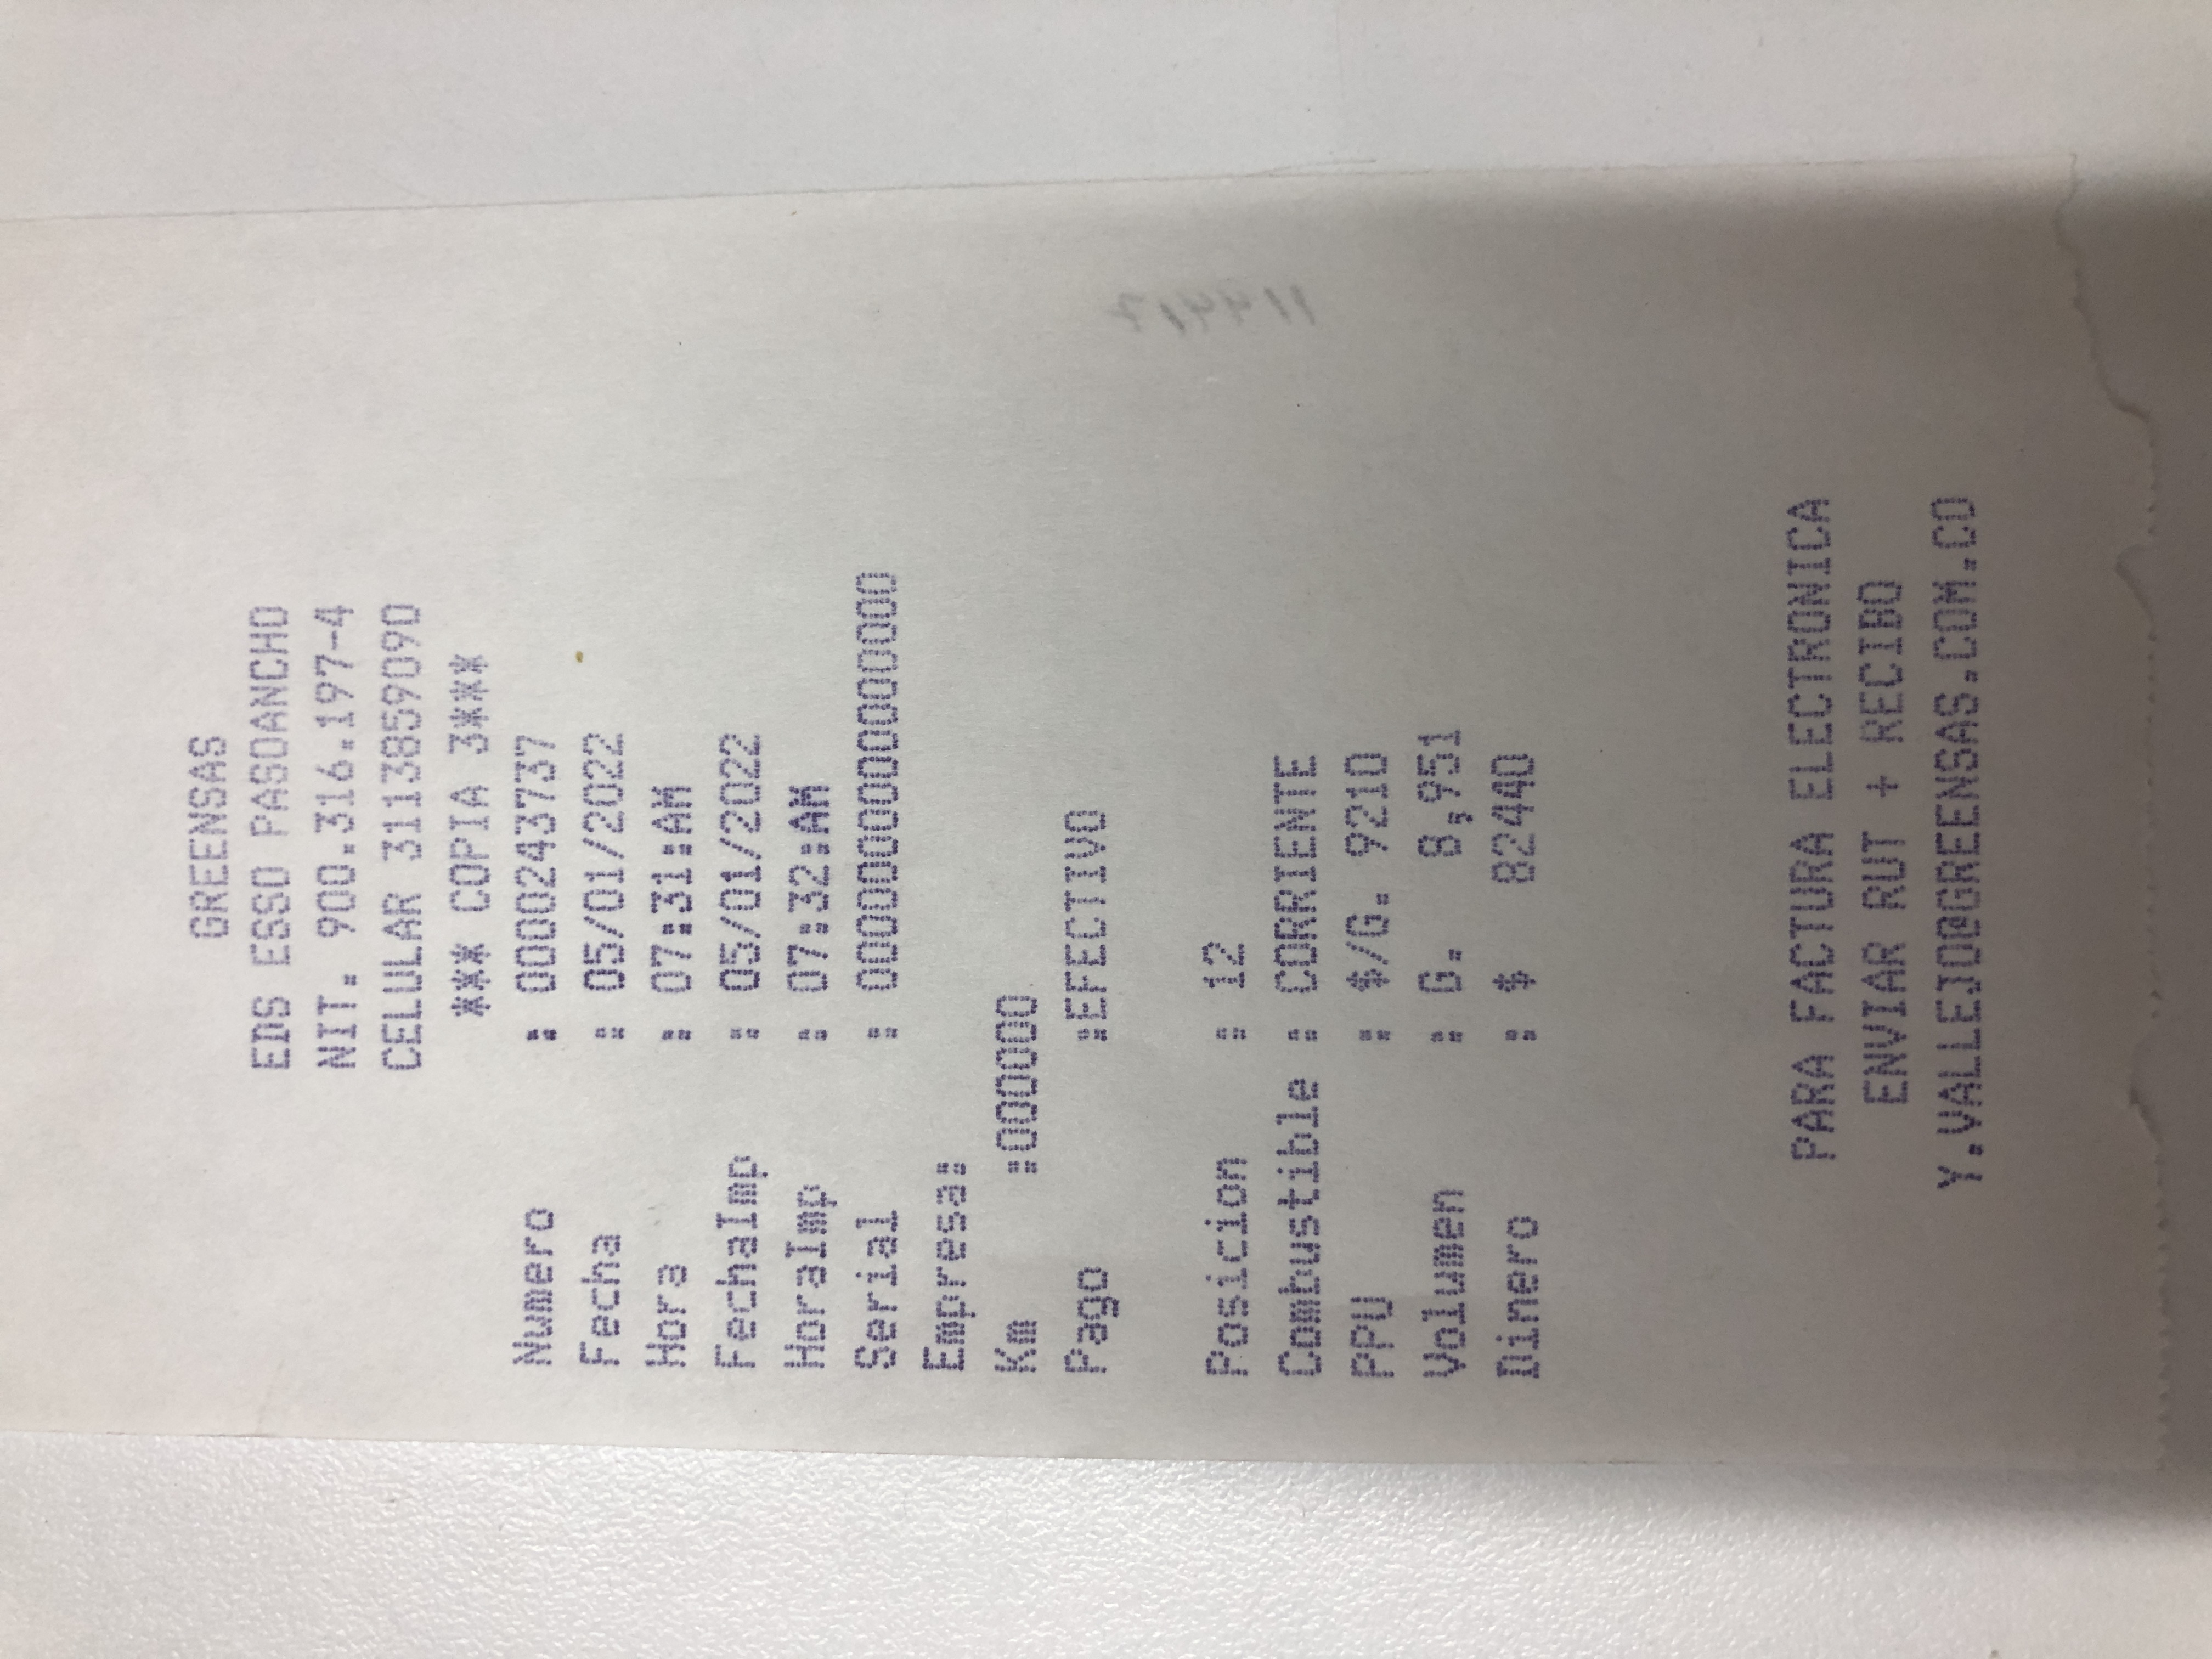 GREENSAS
EDS ESSO PASOANCHO
NIT. 900.316.197-4
CELULAR 3113859090
*** COPIA 3***
Numero : 000243737
Fecha : 05/01/2022
Hora : 07:31:AM
FechaImp : 05/01/2022
HoraImp : 07:32:AM
Serial : 0000000000000000
Empresa:
Km :000000
Pago :EFECTIVO
Posicion : 12
Combustible : CORRIENTE
PPU : $/G. 9210
Volumen : G. 8,951
Dinero : $ 82440
PARA FACTURA ELECTRONICA
ENVIAR RUT + RECIBO
Y.VALLEJO@GREENSAS.COM.CO